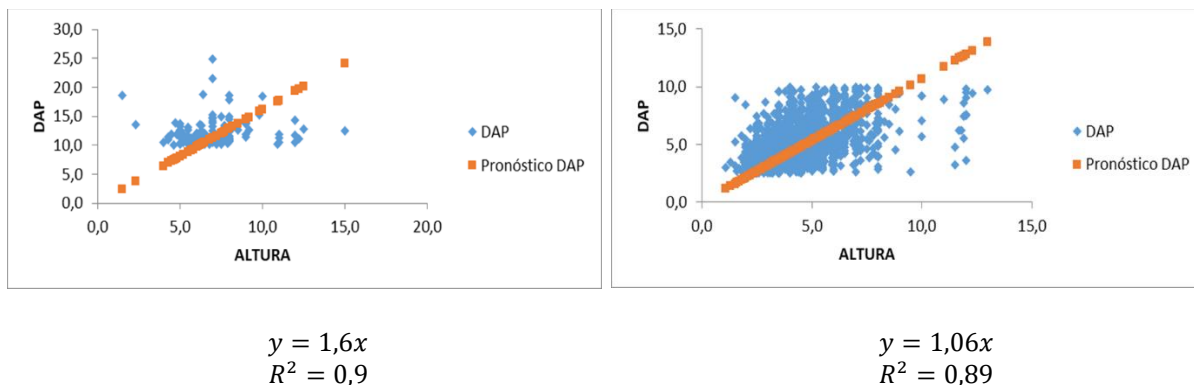 30,0
25,0
20,0
15,0
10,0
5,0
0,0
DAP
0,0 5,0 10,0 15,0 20,0
ALTURA
DAP
Pronóstico DAP
y = 1,6x
R² = 0,9
15,0
10,0
5,0
0,0
DAP
0,0 5,0 10,0 15,0
ALTURA
DAP
Pronóstico DAP
y = 1,06x
R² = 0,89